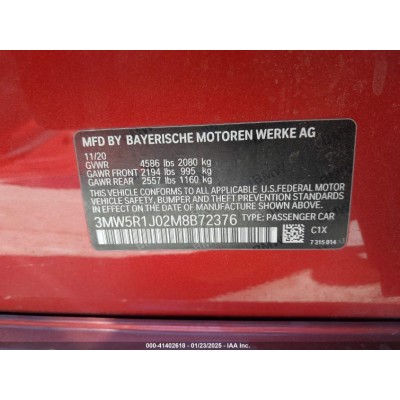 MFD BY BAYERISCHE MOTOREN WERKE AG
11/20
GVWR 4586 lbs 2080 kg
GAWR FRONT 2194 lbs 995 kg
GAWR REAR 2557 lbs 1160 kg
THIS VEHICLE CONFORMS TO ALL APPLICABLE U.S.FEDERAL MOTOR
VEHICLE SAFETY, BUMPER, AND THEFT PREVENTION STANDARDS IN
EFFECT ON THE DATE OF MANUFACTURE SHOWN ABOVE.
3MW5R1J02M8B72376 TYPE: PASSENGER CAR
C1X
7 315 814
000-41402618 - 01/23/2025 - IAA Inc.